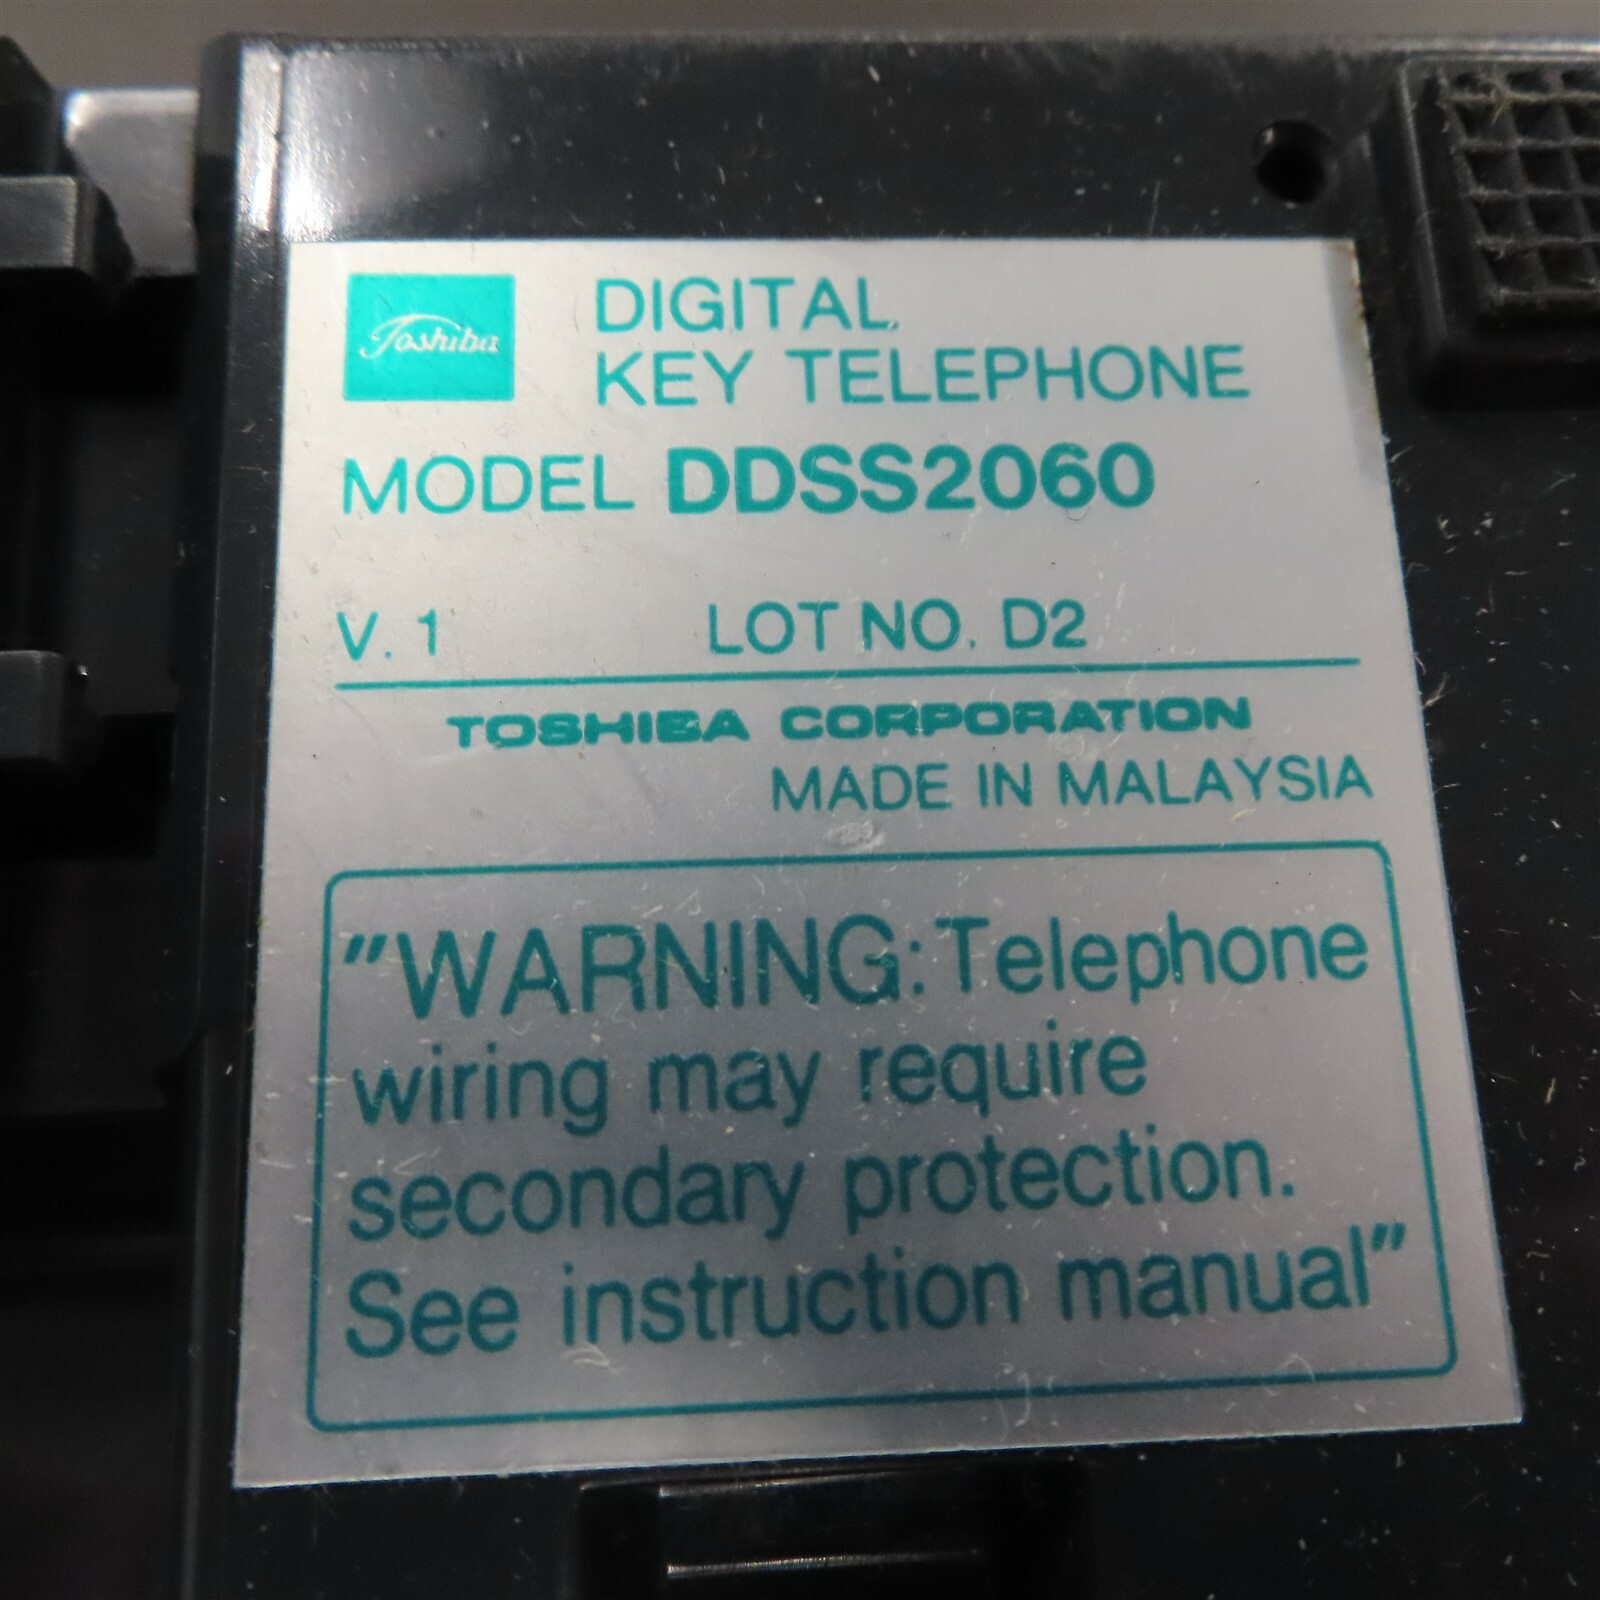 Toshiba
DIGITAL
KEY TELEPHONE
MODEL DDSS2060
V. 1 LOT NO. D2
TOSHIBA CORPORATION
MADE IN MALAYSIA
"WARNING: Telephone
wiring may require
secondary protection.
See instruction manual"